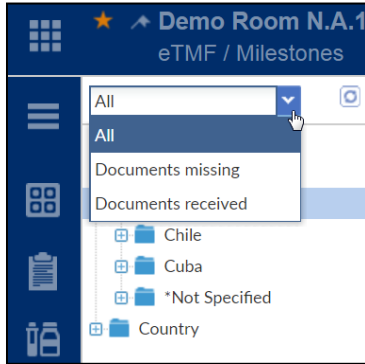 Demo Room N.A.1
eTMF / Milestones
All
All
Documents missing
Documents received
Chile
Cuba
*Not Specified
Country